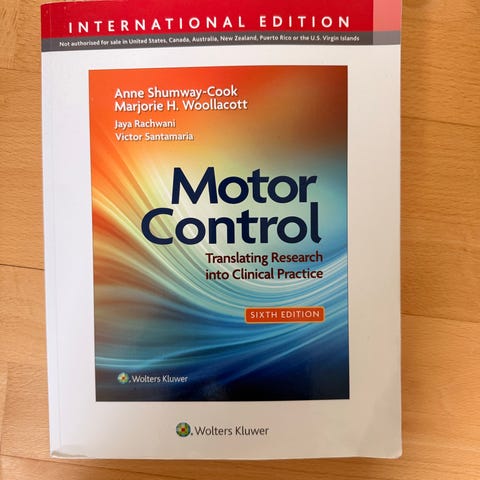 INTERNATIONAL EDITION
Not authorised for sale in United States, Canada, Australia, New Zealand, Puerto Rico or the U.S. Virgin Islands
Anne Shumway-Cook
Marjorie H. Woollacott
Jaya Rachwani
Victor Santamaria
Motor
Control
Translating Research
into Clinical Practice
SIXTH EDITION
Wolters Kluwer
Wolters Kluwer